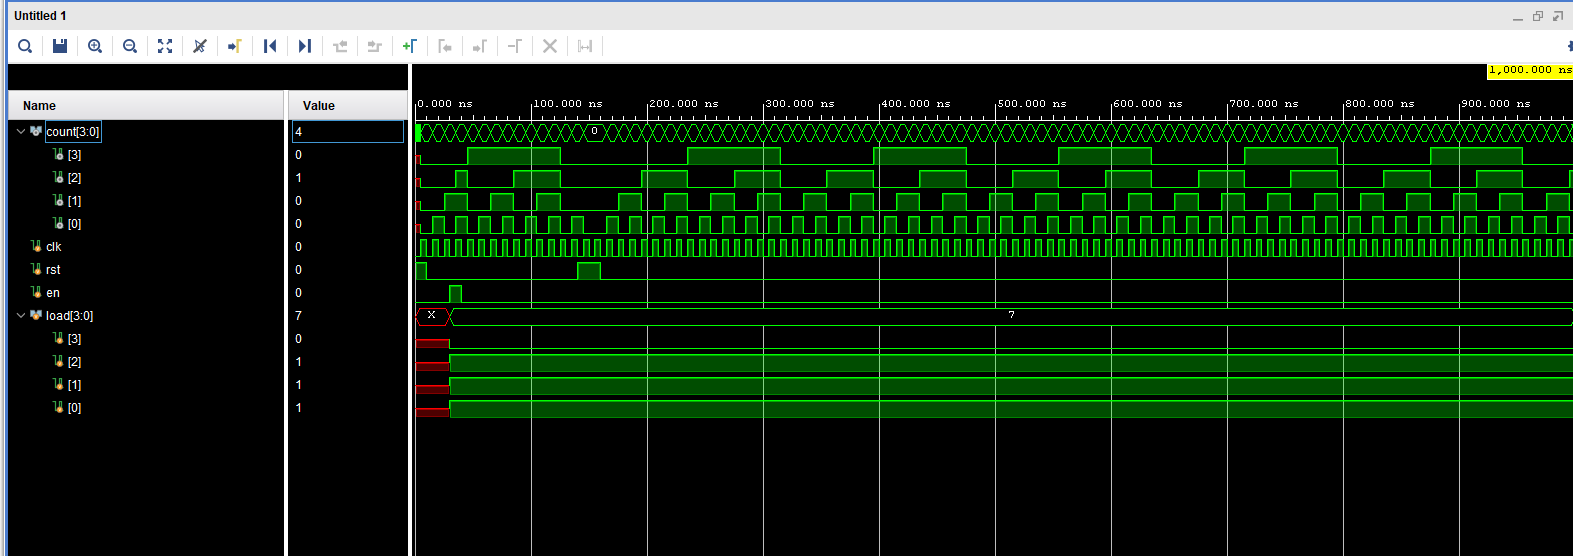 Untitled 1
1,000.000 ns
Name Value
0.000 ns 100.000 ns 200.000 ns 300.000 ns 400.000 ns 500.000 ns 600.000 ns 700.000 ns 800.000 ns 900.000 ns
count[3:0] 4 0
[3] 0
[2] 1
[1] 0
[0] 0
clk 0
rst 0
en 0
load[3:0] 7 X 7
[3] 0
[2] 1
[1] 1
[0] 1